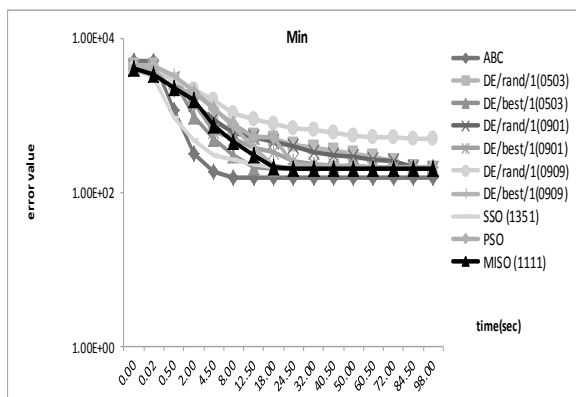 Min
1.00E+04
1.00E+02
1.00E+00
error value
ABC
DE/rand/1(0503)
DE/best/1(0503)
DE/rand/1(0901)
DE/best/1(0901)
DE/rand/1(0909)
DE/best/1(0909)
SSO (1351)
PSO
MISO (1111)
time(sec)
0.00
0.02
0.50
2.00
4.50
8.00
12.50
18.00
24.50
32.00
40.50
50.00
60.50
72.00
84.50
98.00